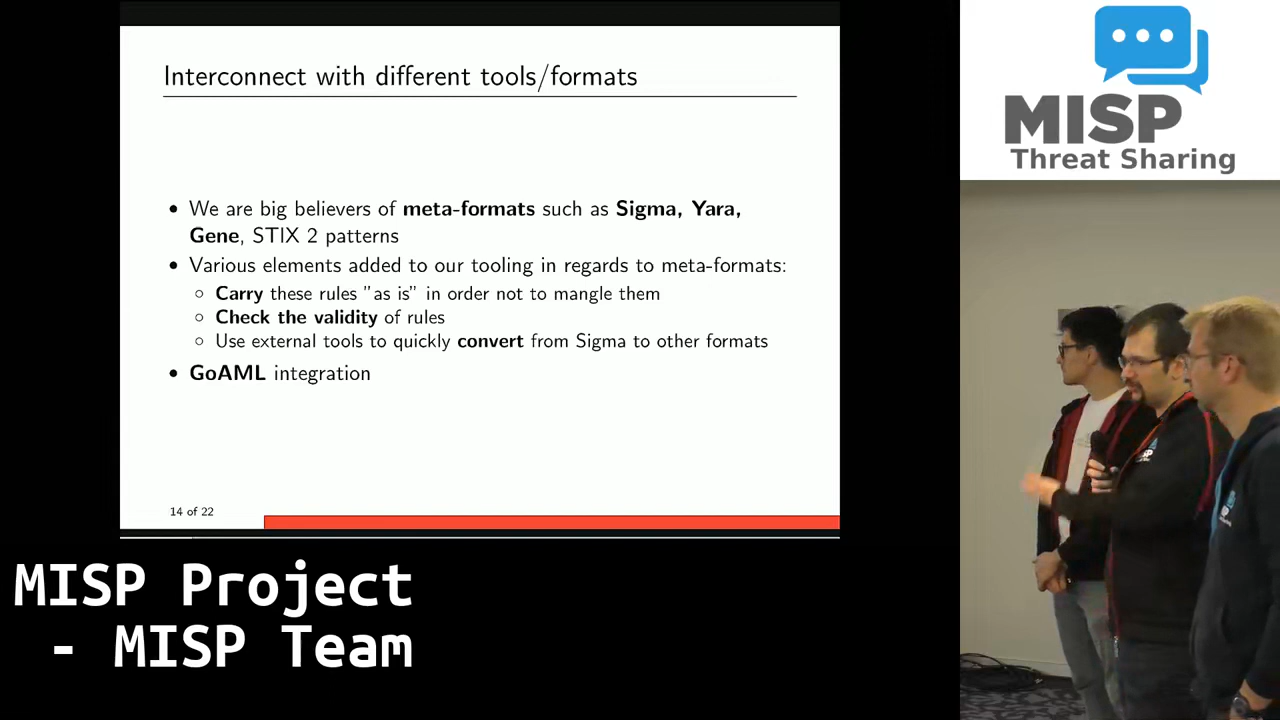 Interconnect with different tools/formats
• We are big believers of meta-formats such as Sigma, Yara,
Gene, STIX 2 patterns
• Various elements added to our tooling in regards to meta-formats:
◦ Carry these rules "as is" in order not to mangle them
◦ Check the validity of rules
◦ Use external tools to quickly convert from Sigma to other formats
• GoAML integration
14 of 22
MISP
Threat Sharing
MISP
MISP Project
- MISP Team